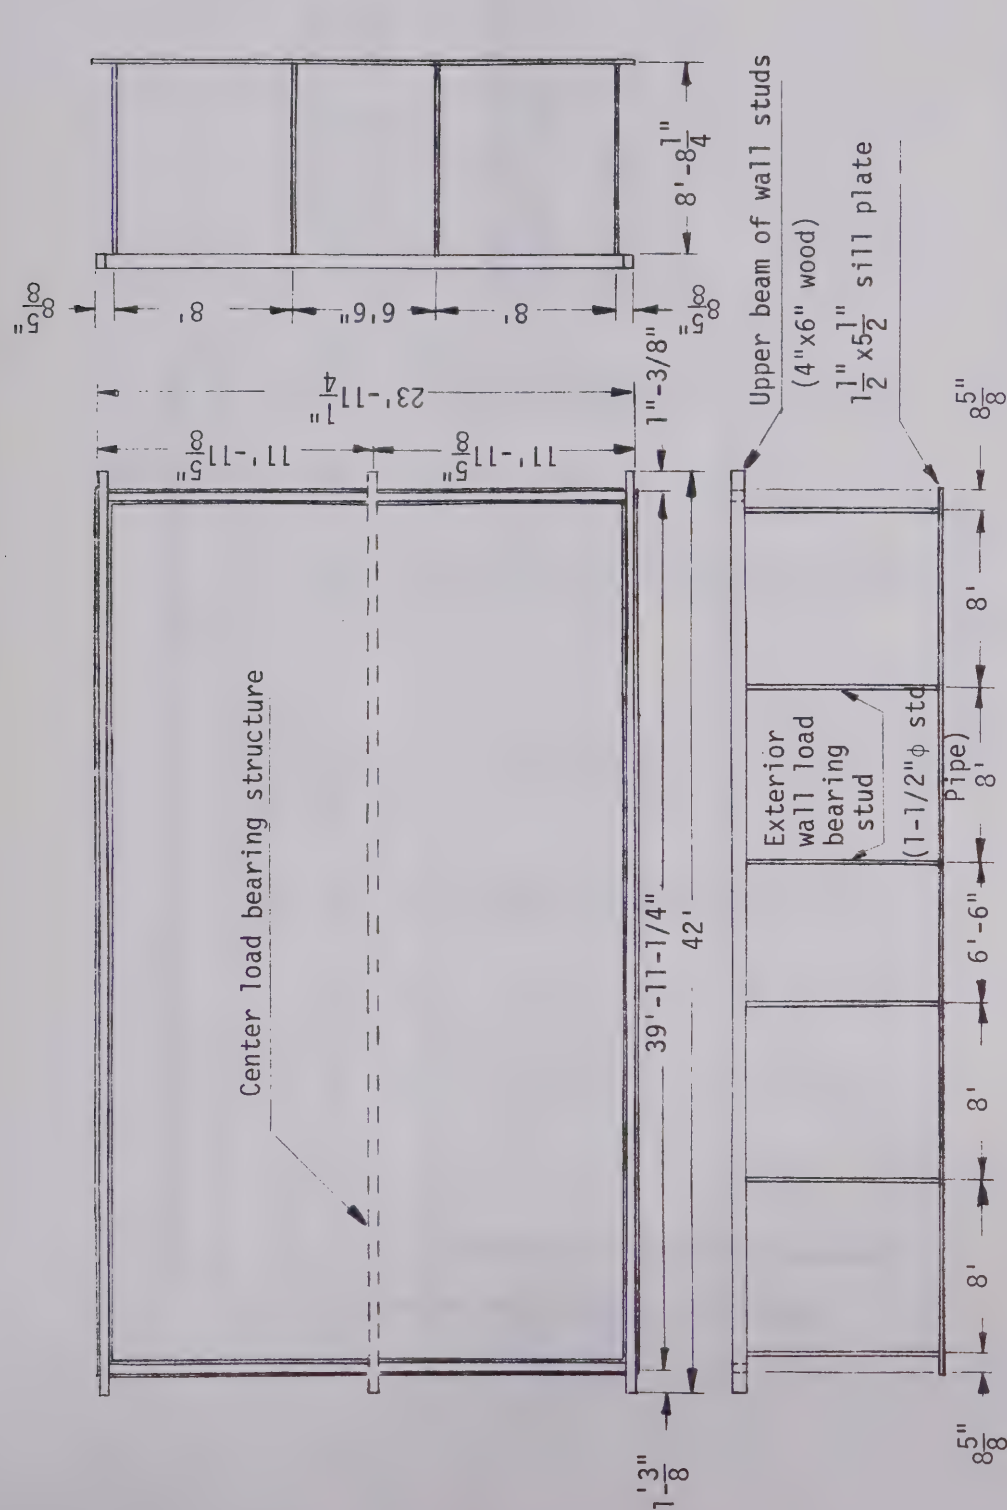 8 5/8"
8'
6'6"
8'
8 5/8"
8'-8 1/4"
23'-11 1/4"
11'-11 5/8"
11'-11 5/8"
1"-3/8"
Center load bearing structure
39'-11-1/4"
42'
1'-3/8"
Upper beam of wall studs
(4"x6" wood)
1 1/2"x5 1/2" sill plate
Exterior
wall load
bearing
stud
(1-1/2"ϕ std
Pipe)
8 5/8"
8'
8'
6'-6"
8'
8'
8 5/8"